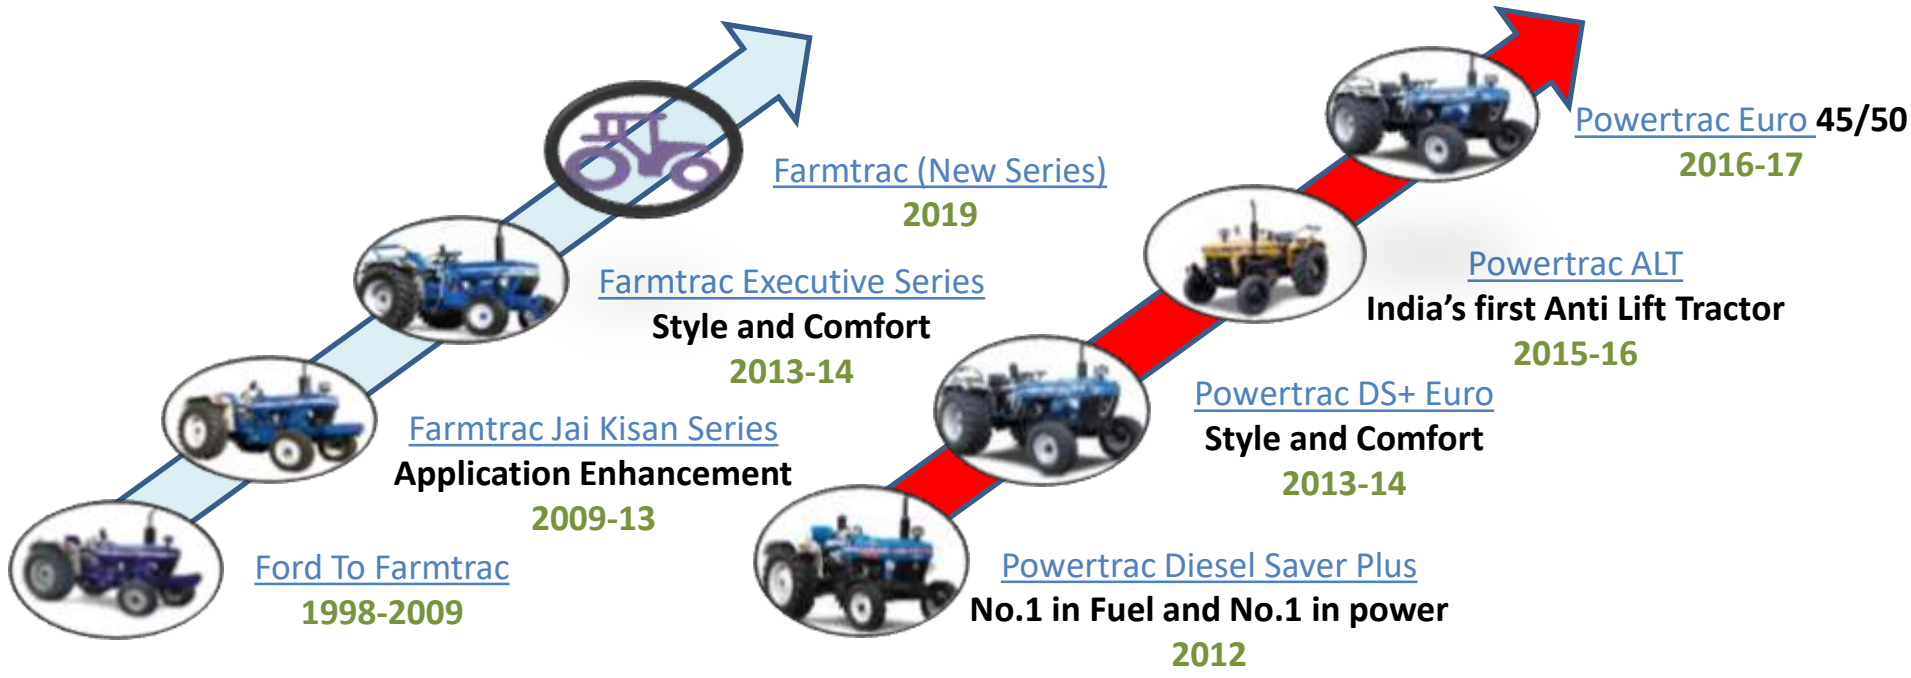 Farmtrac (New Series)
2019
Farmtrac Executive Series
Style and Comfort
2013-14
Farmtrac Jai Kisan Series
Application Enhancement
2009-13
Ford To Farmtrac
1998-2009
Powertrac Euro 45/50
2016-17
Powertrac ALT
India’s first Anti Lift Tractor
2015-16
Powertrac DS+ Euro
Style and Comfort
2013-14
Powertrac Diesel Saver Plus
No.1 in Fuel and No.1 in power
2012